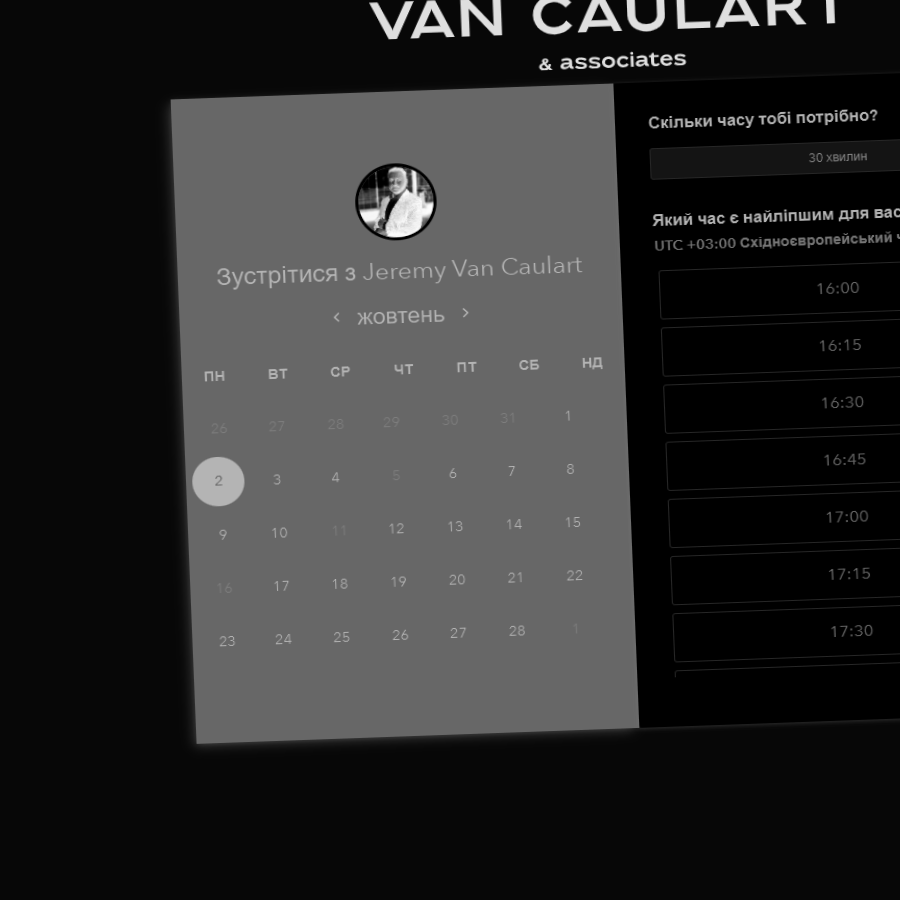 VAN CAULART
& associates
Зустрітися з Jeremy Van Caulart
‹ жовтень ›
ПН ВТ СР ЧТ ПТ СБ НД
26 27 28 29 30 31 1
2 3 4 5 6 7 8
9 10 11 12 13 14 15
16 17 18 19 20 21 22
23 24 25 26 27 28 1
Скільки часу тобі потрібно?
30 хвилин
Який час є найліпшим для вас
UTC +03:00 Східноєвропейський
16:00
16:15
16:30
16:45
17:00
17:15
17:30